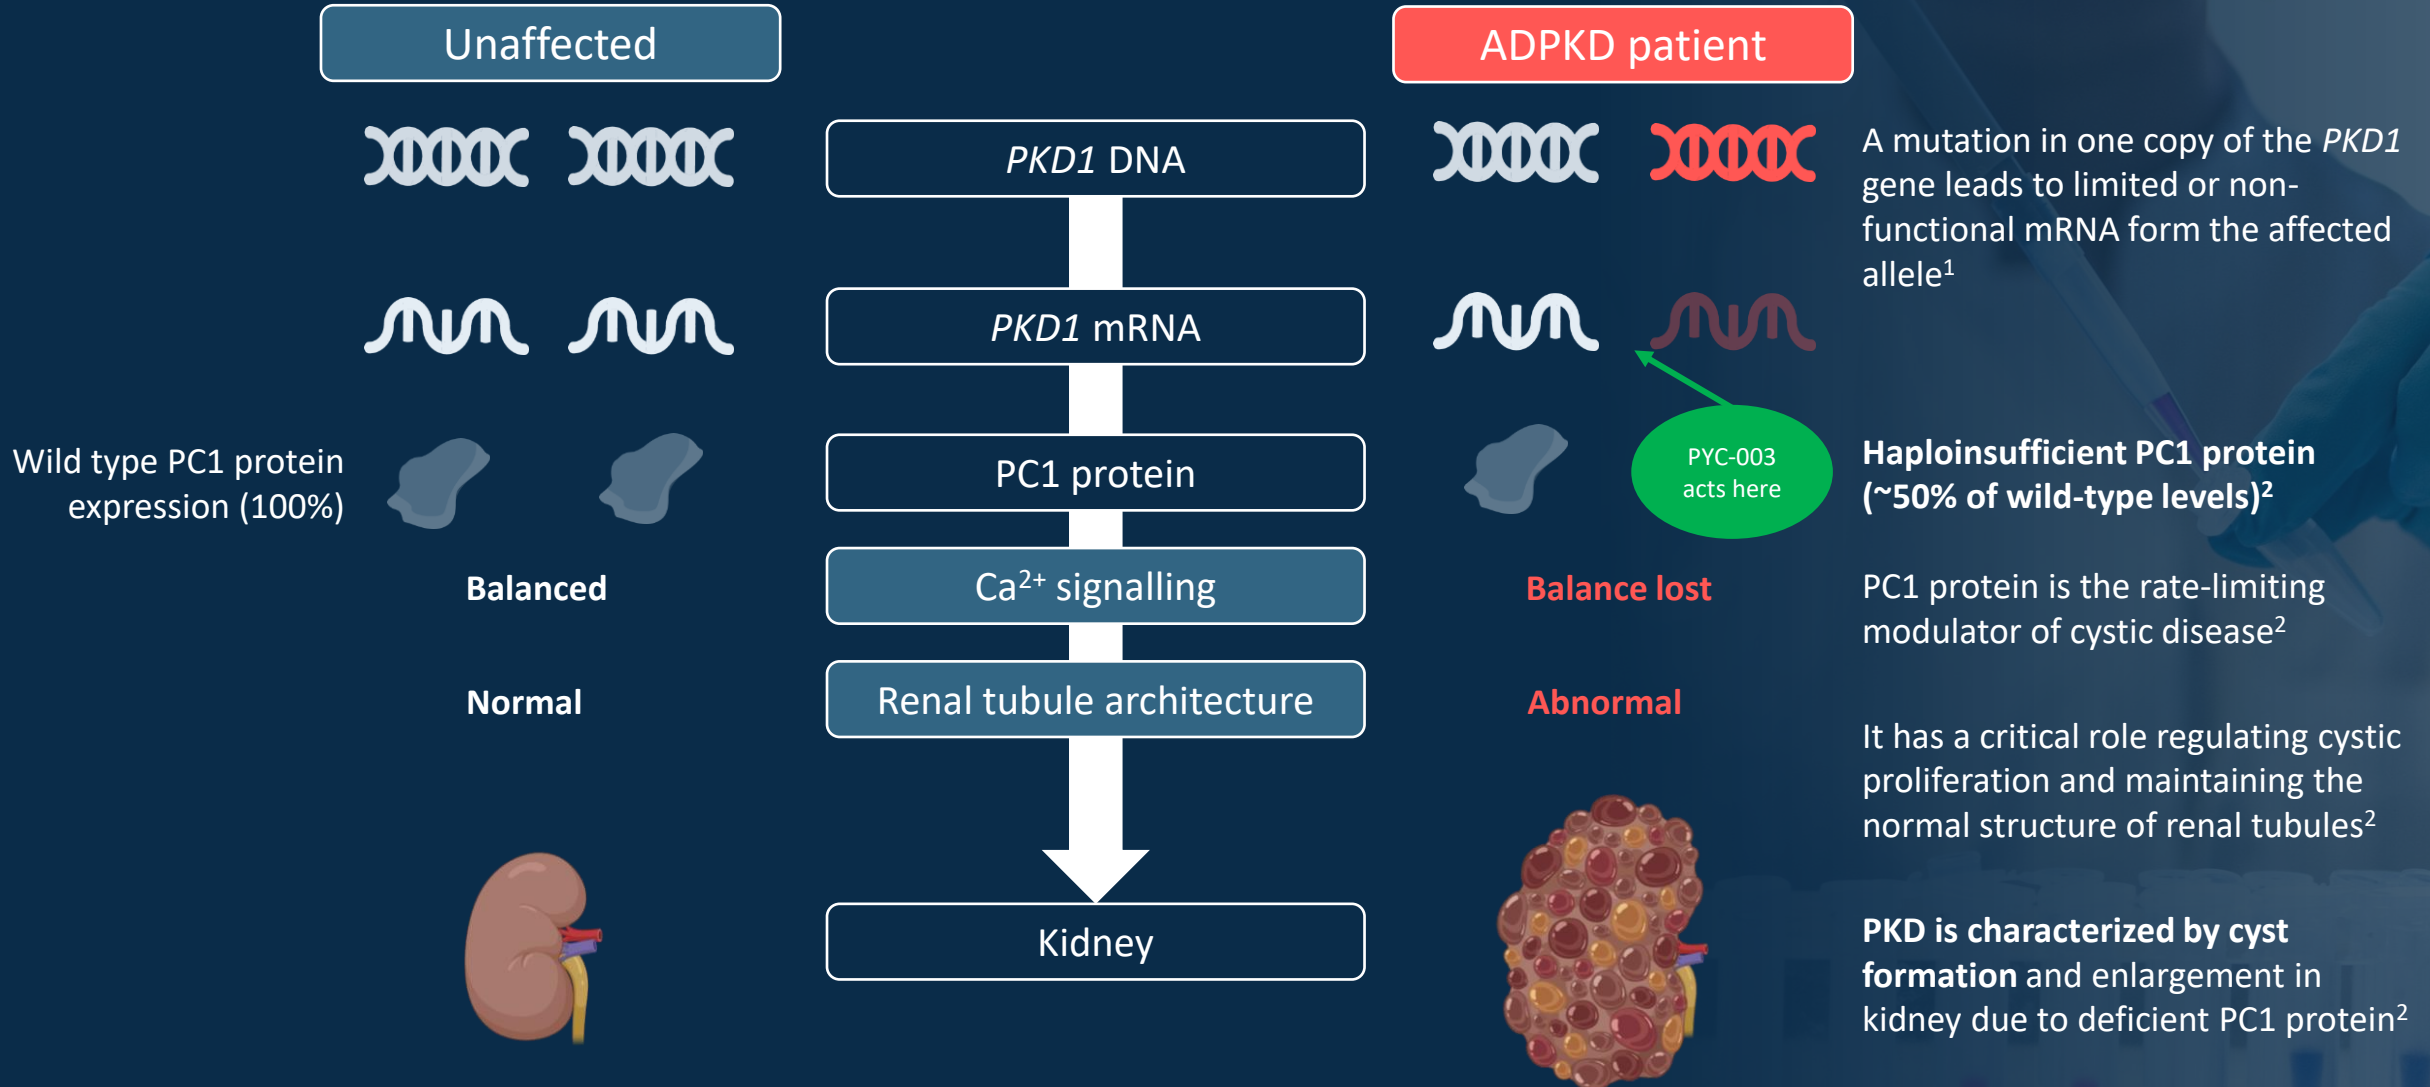 Unaffected
ADPKD patient
PKD1 DNA
A mutation in one copy of the PKD1
gene leads to limited or non-
functional mRNA form the affected
allele¹
PKD1 mRNA
Wild type PC1 protein
expression (100%)
PC1 protein
PYC-003
acts here
Haploinsufficient PC1 protein
(~50% of wild-type levels)²
Balanced
Ca²⁺ signalling
Balance lost
PC1 protein is the rate-limiting
modulator of cystic disease²
Normal
Renal tubule architecture
Abnormal
It has a critical role regulating cystic
proliferation and maintaining the
normal structure of renal tubules²
Kidney
PKD is characterized by cyst
formation and enlargement in
kidney due to deficient PC1 protein²